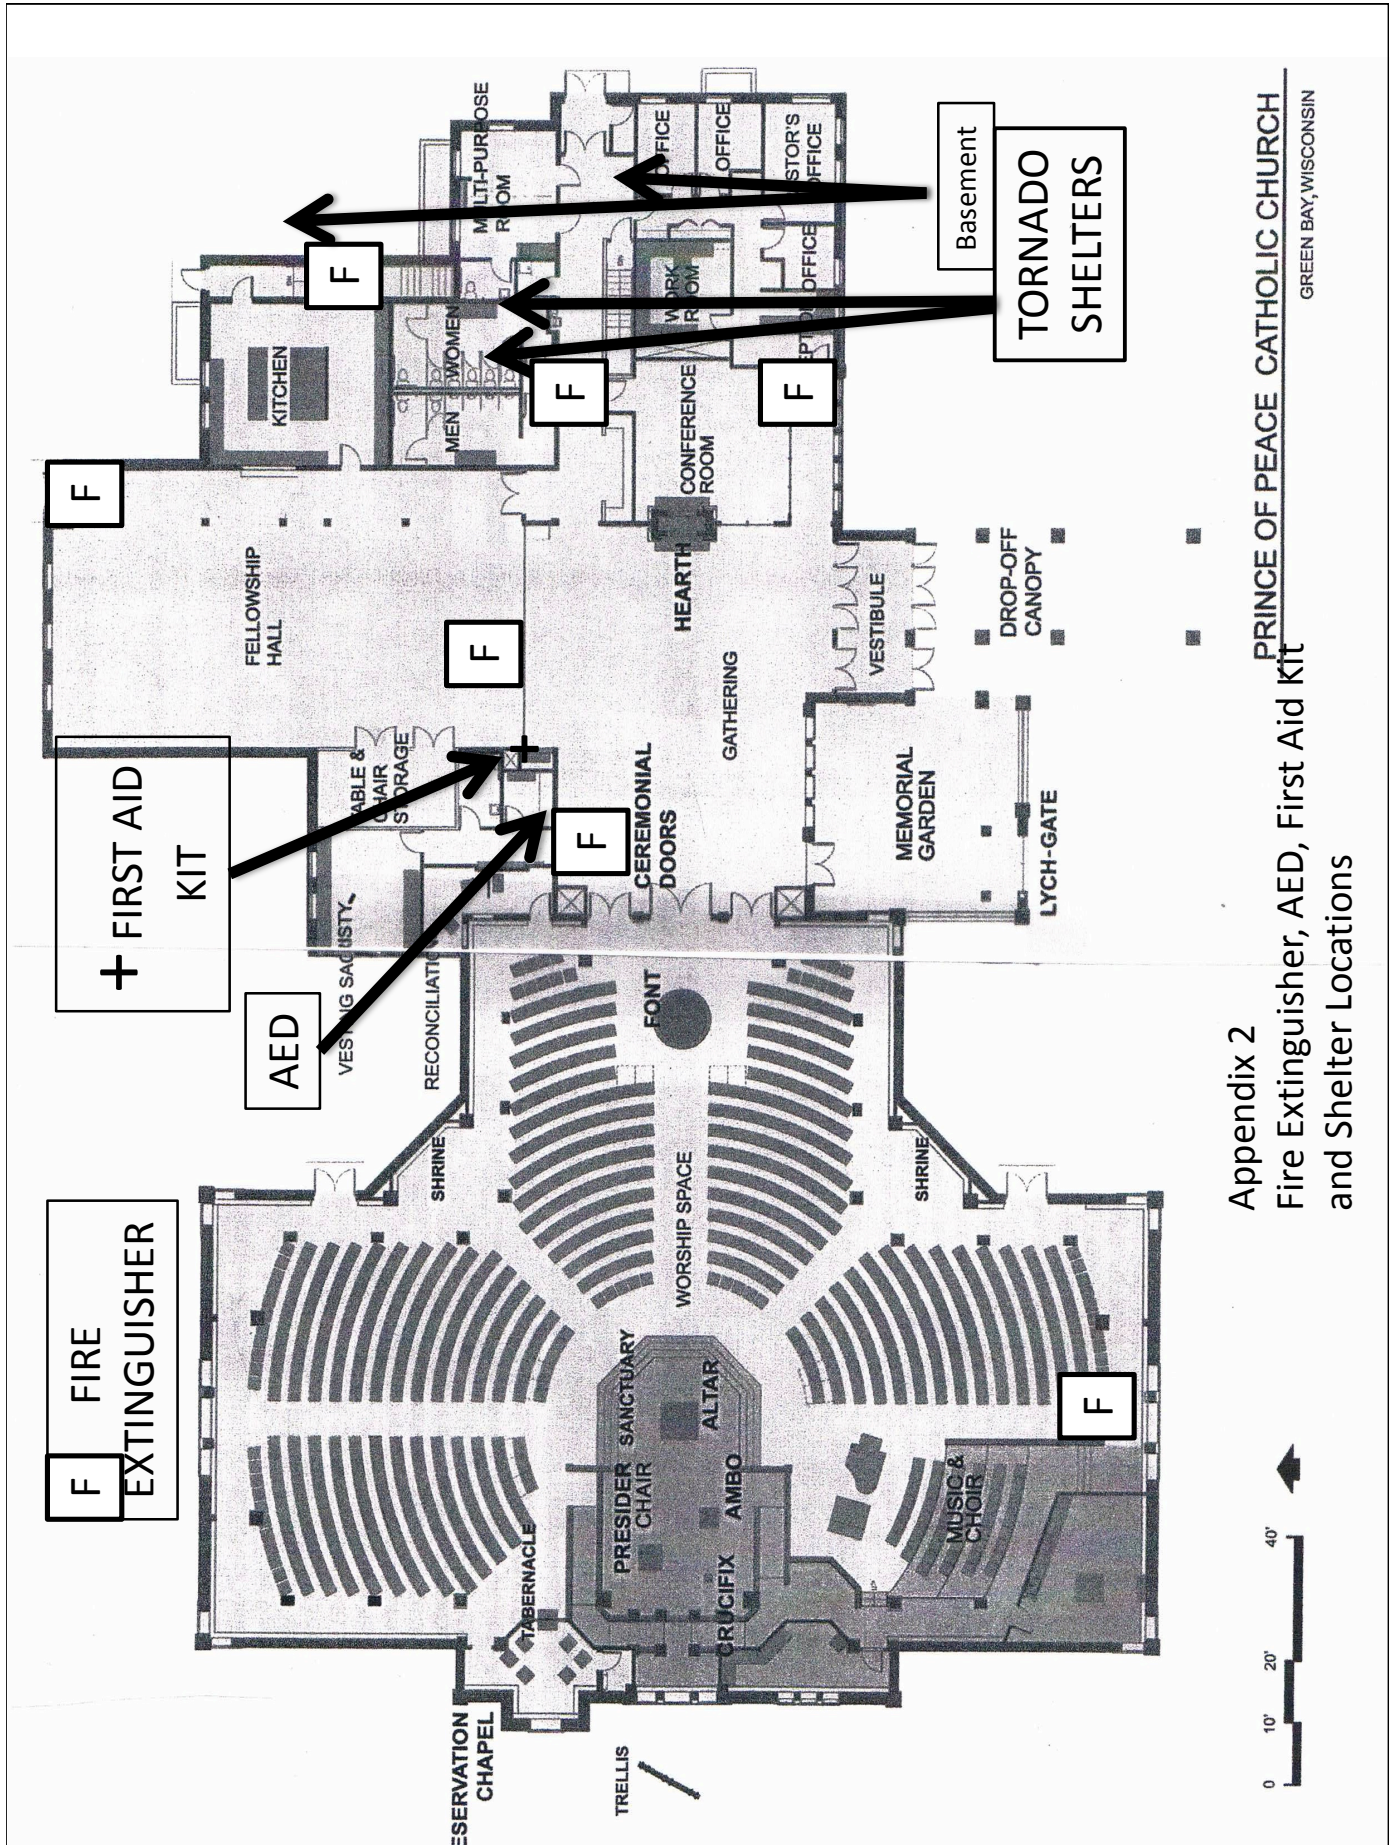 F FIRE
EXTINGUISHER
+ FIRST AID
KIT
AED
F
FELLOWSHIP
HALL
KITCHEN
F
TABLE &
CHAIR
STORAGE
VESTING SACRISTY
RECONCILIATION
MEN
WOMEN
MULTI-PURPOSE
ROOM
F
F
F
ESERVATION
CHAPEL
TABERNACLE
SHRINE
TRELLIS
PRESIDER
CHAIR
SANCTUARY
CRUCIFIX
AMBO
ALTAR
WORSHIP SPACE
FONT
CEREMONIAL
DOORS
GATHERING
HEARTH
CONFERENCE
ROOM
WORK
ROOM
OFFICE
OFFICE
STOR'S
OFFICE
OFFICE
F
MUSIC &
CHOIR
F
SHRINE
MEMORIAL
GARDEN
LYCH-GATE
VESTIBULE
DROP-OFF
CANOPY
Basement
TORNADO
SHELTERS
0 10' 20' 40'
Appendix 2
Fire Extinguisher, AED, First Aid Kit
and Shelter Locations
PRINCE OF PEACE CATHOLIC CHURCH
GREEN BAY, WISCONSIN